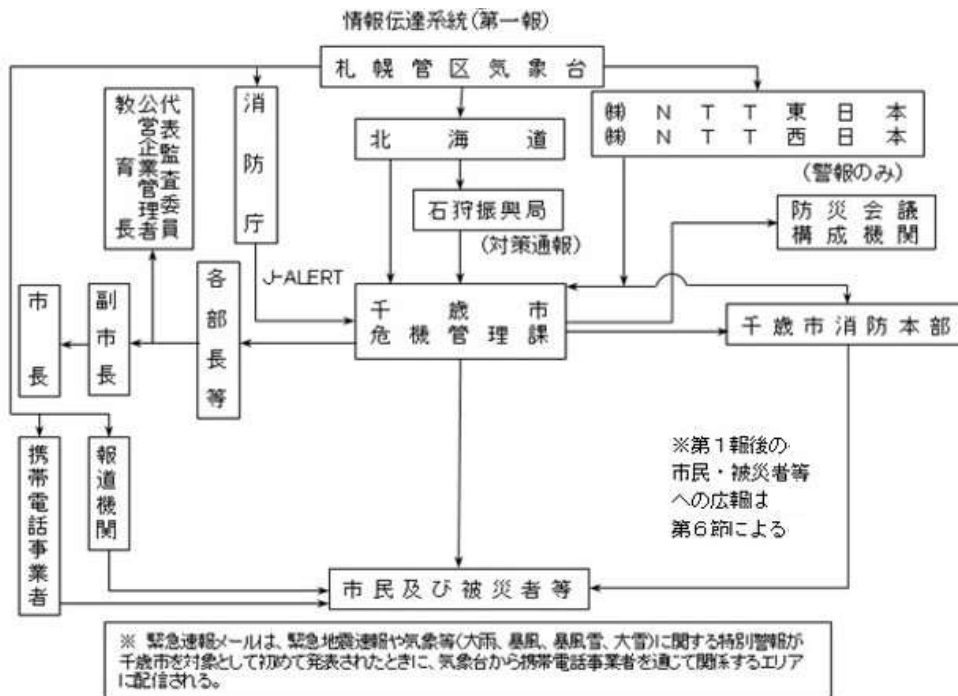 情報伝達系統(第一報)
札幌管区気象台
消防庁
代表監査委員
公営企業管理者
教育長
北海道
㈱NTT東日本
㈱NTT西日本
(警報のみ)
石狩振興局
(対策通報)
防災会議
構成機関
J-ALERT
各部長等
副市長
市長
千歳市
危機管理課
千歳市消防本部
携帯電話事業者
報道機関
※第1報後の
市民・被災者等
への広報は
第6節による
市民及び被災者等
※ 緊急速報メールは、緊急地震速報や気象等(大雨、暴風、暴風雪、大雪)に関する特別警報が
千歳市を対象として初めて発表されたときに、気象台から携帯電話事業者を通じて関係するエリア
に配信される。